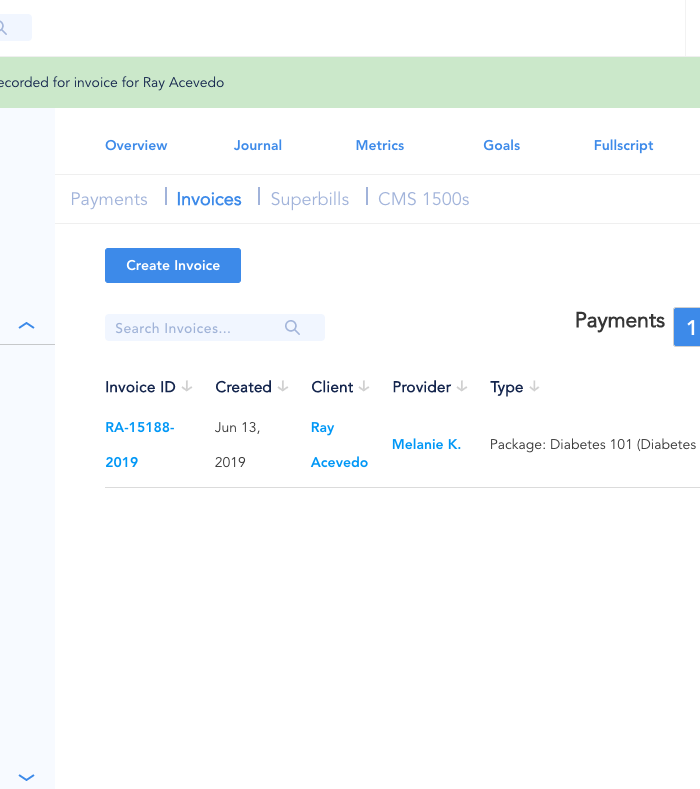 ecorded for invoice for Ray Acevedo
Overview Journal Metrics Goals Fullscript
Payments Invoices Superbills CMS 1500s
Create Invoice
Search Invoices...
Payments 1
Invoice ID Created Client Provider Type
RA-15188-2019 Jun 13, 2019 Ray Acevedo Melanie K. Package: Diabetes 101 (Diabetes